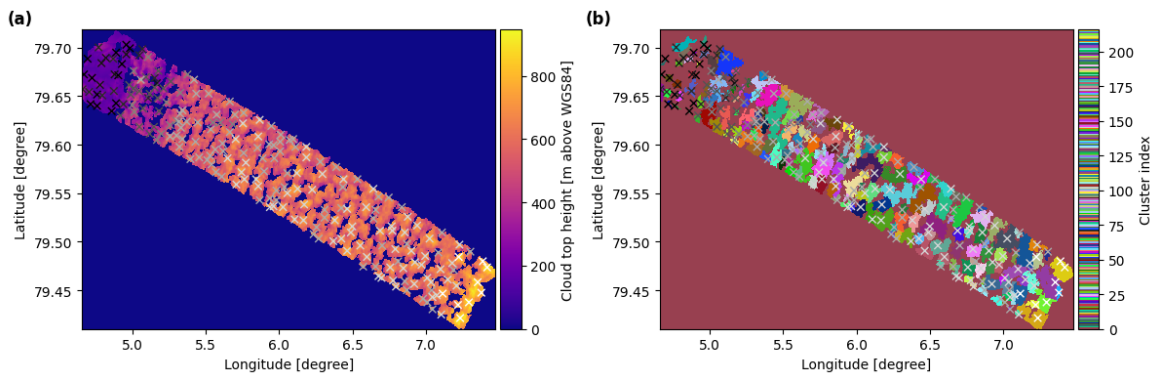 (a)
79.70
79.65
79.60
79.55
79.50
79.45
Latitude [degree]
5.0 5.5 6.0 6.5 7.0
Longitude [degree]
800
600
400
200
0
Cloud top height [m above WGS84]
(b)
79.70
79.65
79.60
79.55
79.50
79.45
Latitude [degree]
5.0 5.5 6.0 6.5 7.0
Longitude [degree]
200
175
150
125
100
75
50
25
0
Cluster index